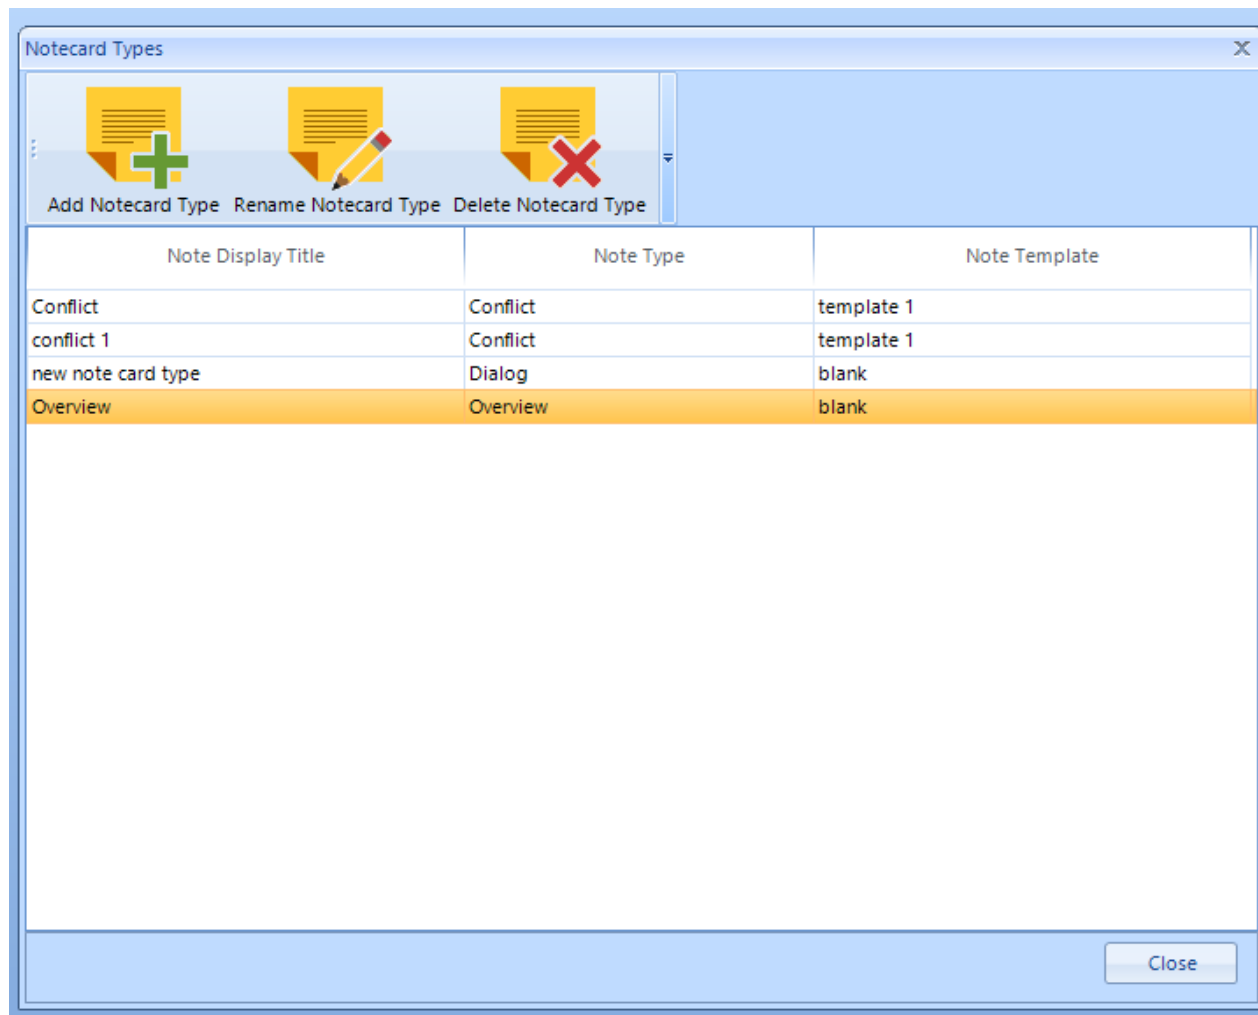 Notecard Types
Add Notecard Type Rename Notecard Type Delete Notecard Type
Note Display Title Note Type Note Template
Conflict Conflict template 1
conflict 1 Conflict template 1
new note card type Dialog blank
Overview Overview blank
Close